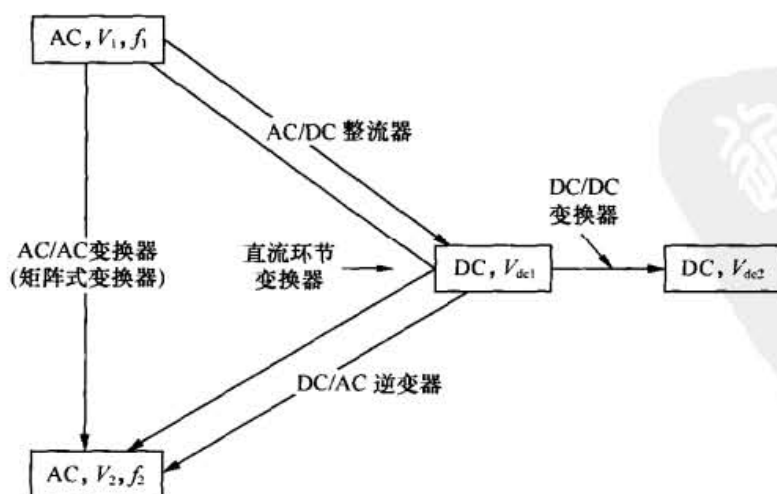 AC, V₁, f₁
AC/DC 整流器
DC/DC
变换器
AC/AC变换器
(矩阵式变换器)
直流环节
变换器
DC, V_dc1
DC, V_dc2
DC/AC 逆变器
AC, V₂, f₂